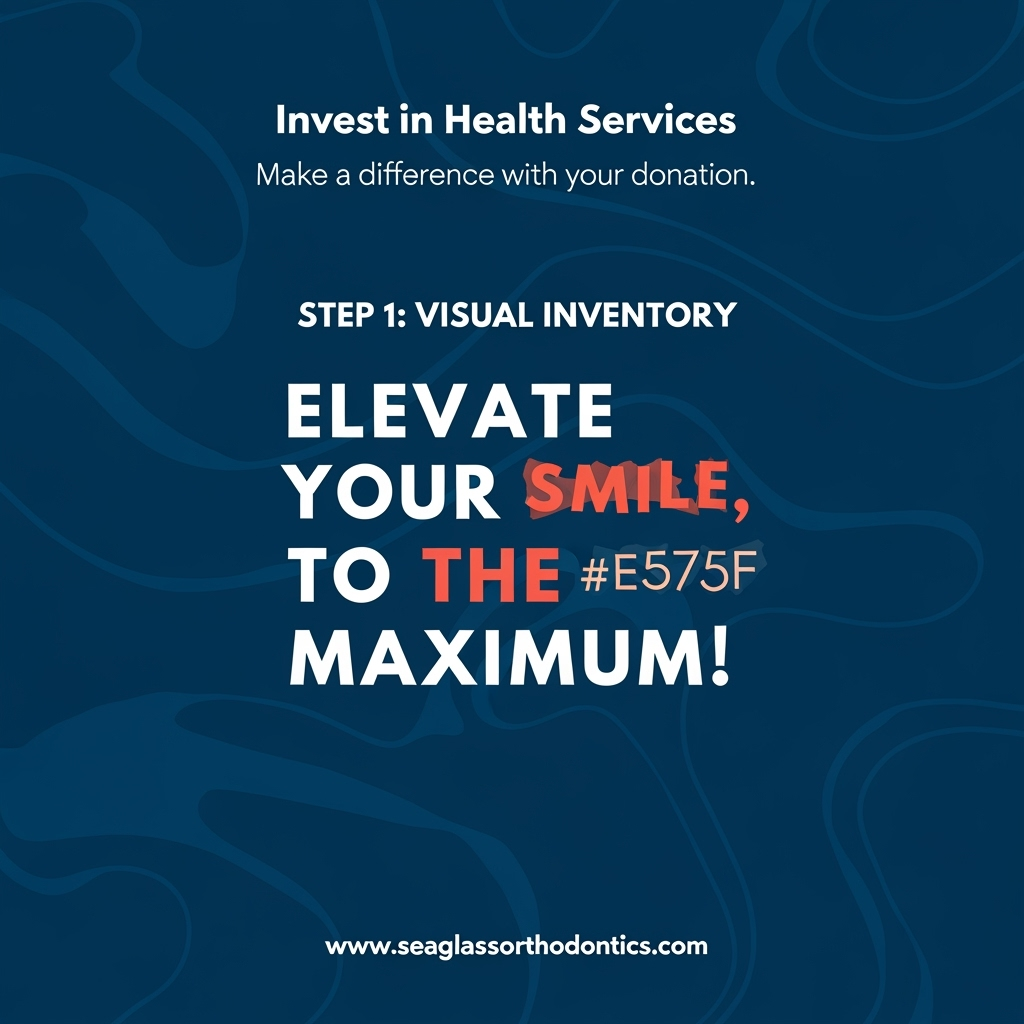 Invest in Health Services
Make a difference with your donation.
STEP 1: VISUAL INVENTORY
ELEVATE
YOUR SMILE,
TO THE #E575F
MAXIMUM!
www.seaglassorthodontics.com